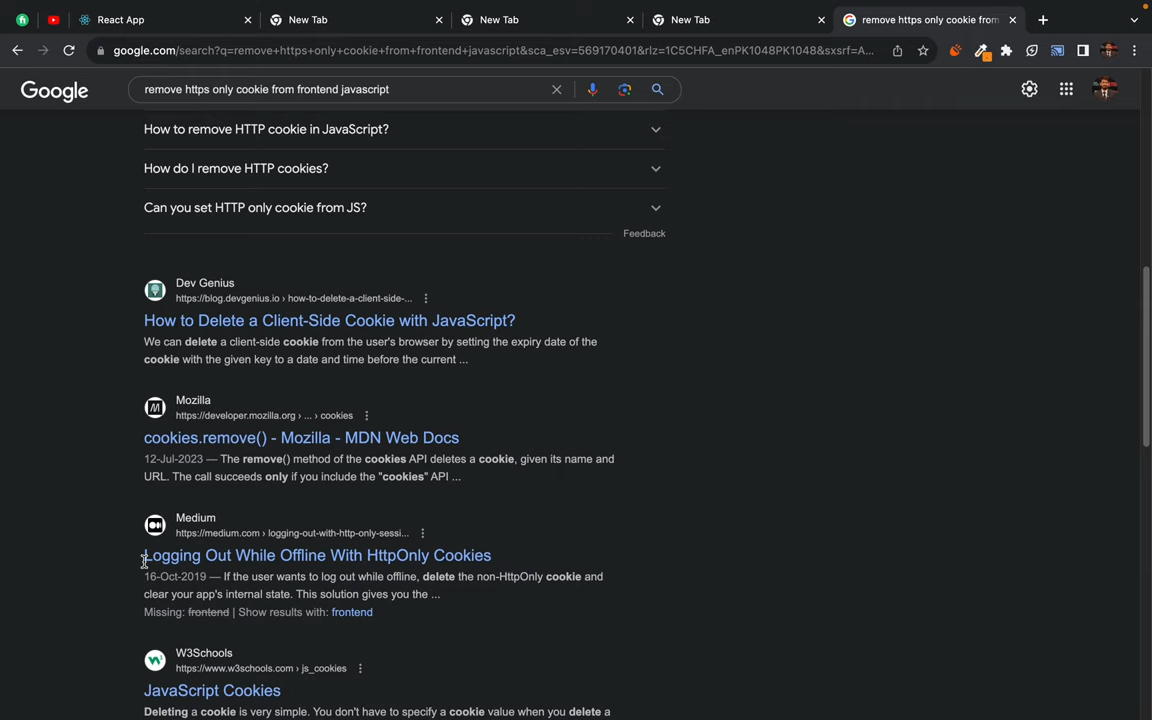 React App
New Tab
New Tab
New Tab
remove https only cookie from
google.com/search?q=remove+https+only+cookie+from+frontend+javascript&sca_esv=569170401&rlz=1C5CHFA_enPK1048PK1048&sxsrf=A...
Google
remove https only cookie from frontend javascript
How to remove HTTP cookie in JavaScript?
How do I remove HTTP cookies?
Can you set HTTP only cookie from JS?
Feedback
Dev Genius
https://blog.devgenius.io › how-to-delete-a-client-side-...
How to Delete a Client-Side Cookie with JavaScript?
We can delete a client-side cookie from the user's browser by setting the expiry date of the
cookie with the given key to a date and time before the current ...
Mozilla
https://developer.mozilla.org › ... › cookies
cookies.remove() - Mozilla - MDN Web Docs
12-Jul-2023 — The remove() method of the cookies API deletes a cookie, given its name and
URL. The call succeeds only if you include the "cookies" API ...
Medium
https://medium.com › logging-out-with-http-only-sessi...
Logging Out While Offline With HttpOnly Cookies
16-Oct-2019 — If the user wants to log out while offline, delete the non-HttpOnly cookie and
clear your app's internal state. This solution gives you the ...
Missing: frontend | Show results with: frontend
W3Schools
https://www.w3schools.com › js_cookies
JavaScript Cookies
Deleting a cookie is very simple. You don't have to specify a cookie value when you delete a